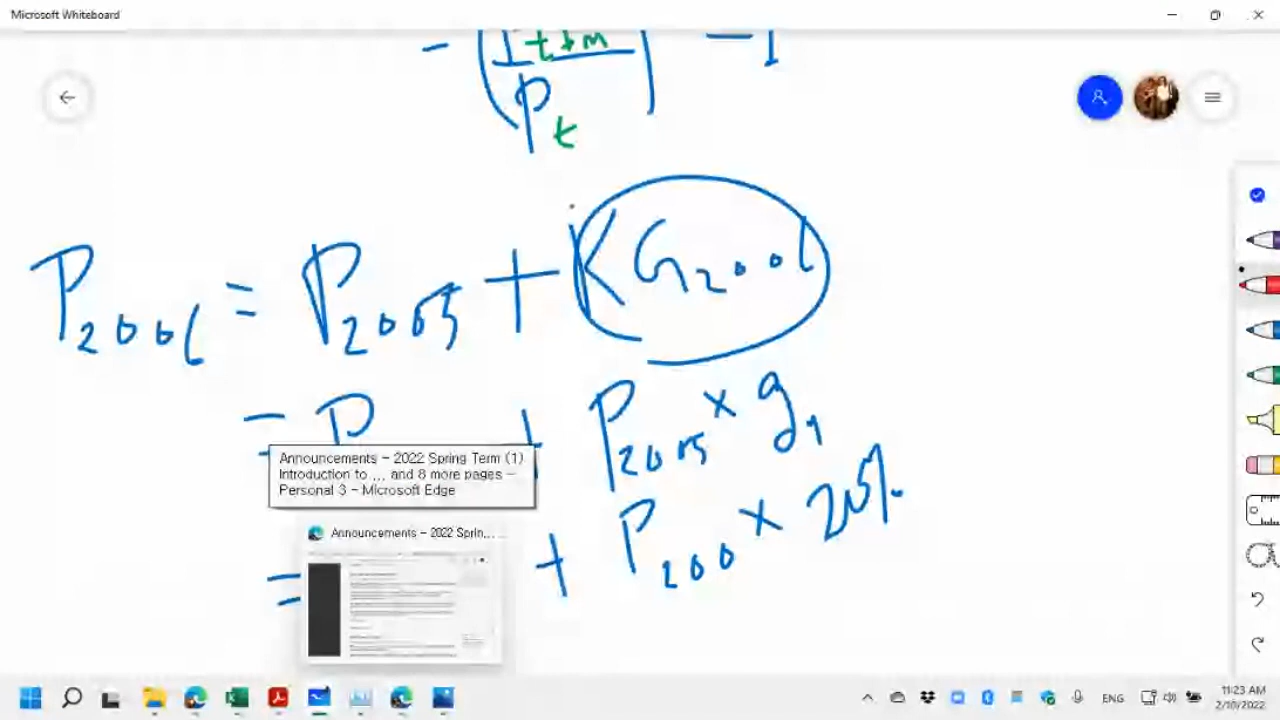 Microsoft Whiteboard
- (P t+m / P t) - 1
P2006 = P2005 + KG2006
= P + P2005 × g1
Announcements - 2022 Spring Term (1)
Introduction to ... and 8 more pages -
Personal 3 - Microsoft Edge
Announcements - 2022 Sprin...
= + P200 × 20%
ENG
11:23 AM
2/10/2022